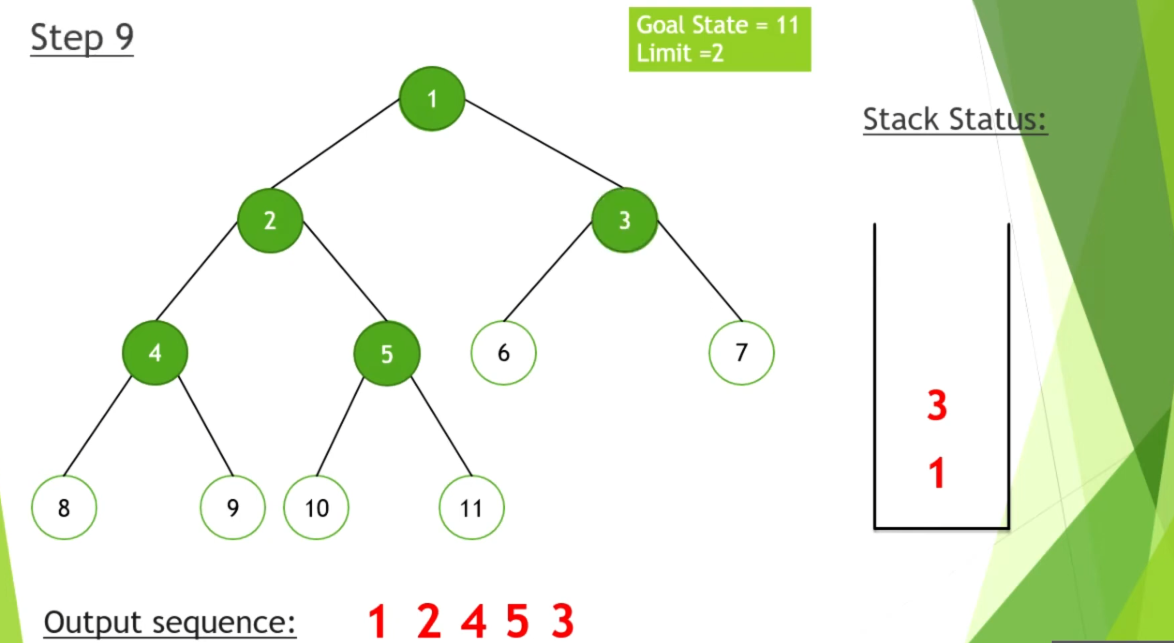 Step 9
Goal State = 11
Limit =2
Stack Status:
1
2
3
4
5
6
7
8
9
10
11
3
1
Output sequence: 1 2 4 5 3